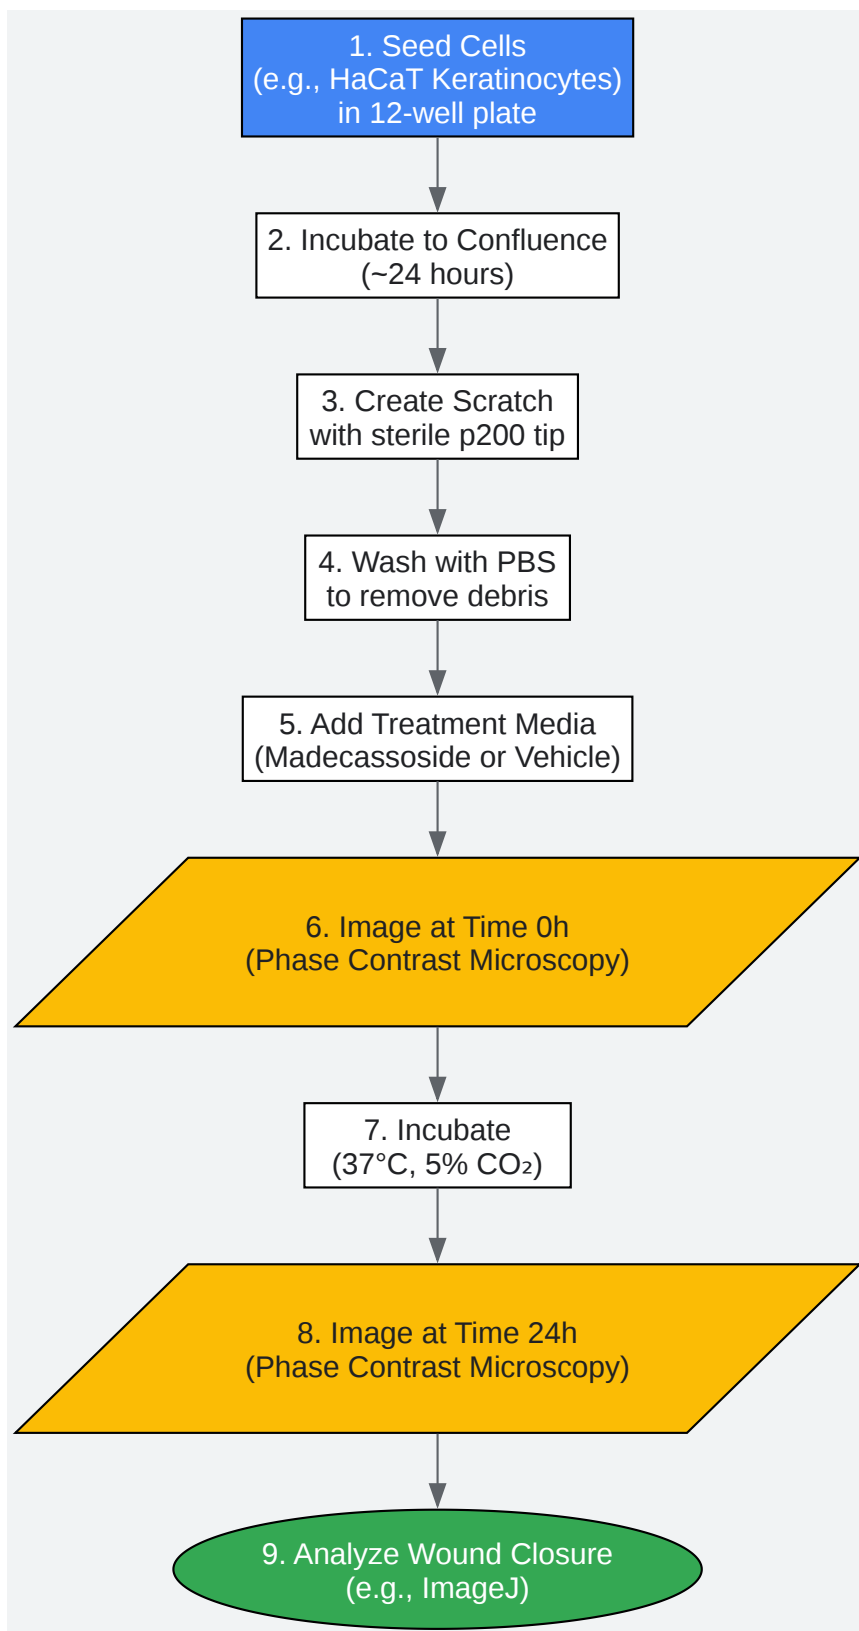 1. Seed Cells
(e.g., HaCaT Keratinocytes)
in 12-well plate
2. Incubate to Confluence
(~24 hours)
3. Create Scratch
with sterile p200 tip
4. Wash with PBS
to remove debris
5. Add Treatment Media
(Madecassoside or Vehicle)
6. Image at Time 0h
(Phase Contrast Microscopy)
7. Incubate
(37°C, 5% CO₂)
8. Image at Time 24h
(Phase Contrast Microscopy)
9. Analyze Wound Closure
(e.g., ImageJ)